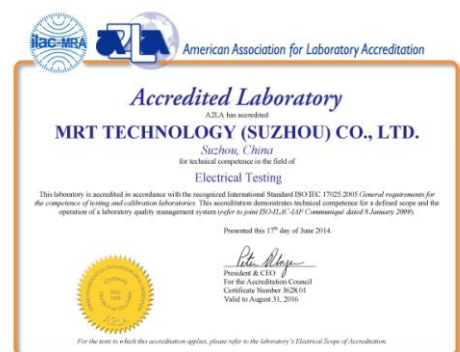 ilac-MRA
A2LA
American Association for Laboratory Accreditation
Accredited Laboratory
A2LA has accredited
MRT TECHNOLOGY (SUZHOU) CO., LTD.
Suzhou, China
for technical competence in the field of
Electrical Testing
This laboratory is accredited in accordance with the recognized International Standard ISO/IEC 17025:2005 General requirements for
the competence of testing and calibration laboratories. This accreditation demonstrates technical competence for a defined scope and the
operation of a laboratory quality management system (refer to joint ISO-ILAC-IAF Communiqué dated 8 January 2009).
Presented this 17th day of June 2014.
President & CEO
For the Accreditation Council
Certificate Number 3628.01
Valid to August 31, 2016
A2LA
For the tests to which this accreditation applies, please refer to the laboratory's Electrical Scope of Accreditation.